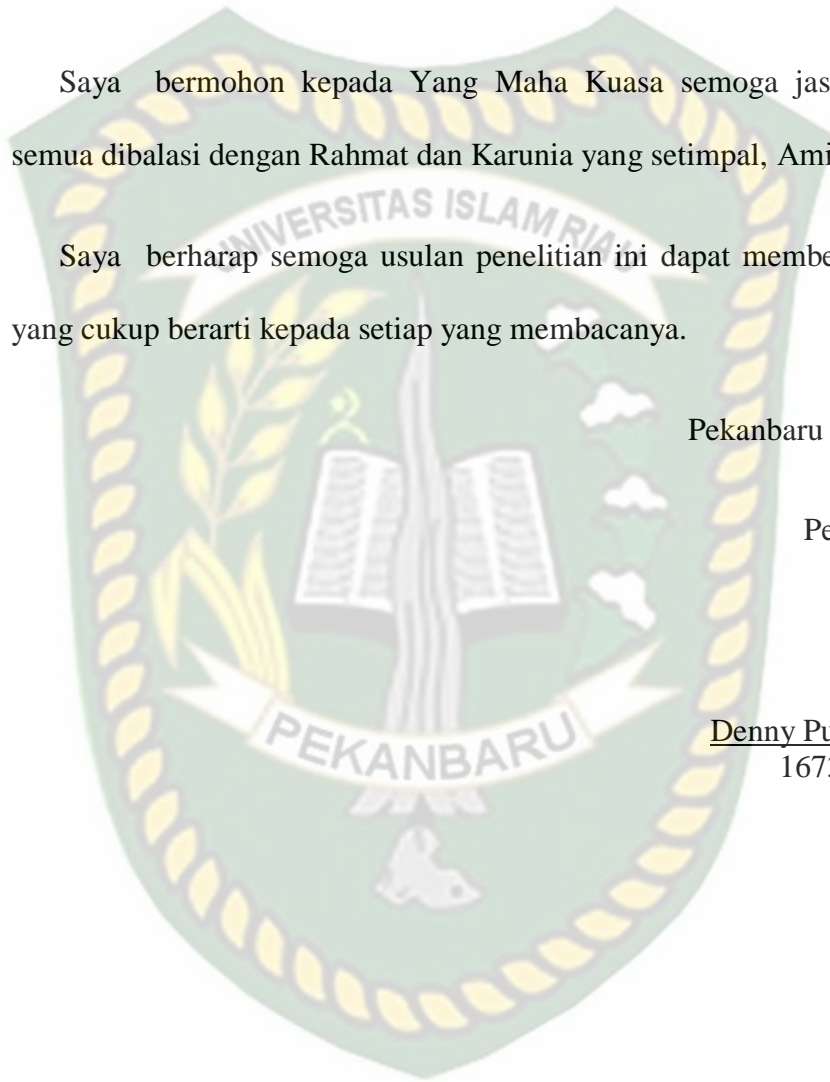 Saya bermohon kepada Yang Maha Kuasa semoga jas
semua dibalasi dengan Rahmat dan Karunia yang setimpal, Ami
UNIVERSITAS ISLAM RIAU
Saya berharap semoga usulan penelitian ini dapat membe
yang cukup berarti kepada setiap yang membacanya.
Pekanbaru
Pe
PEKANBARU
Denny Pu
1673